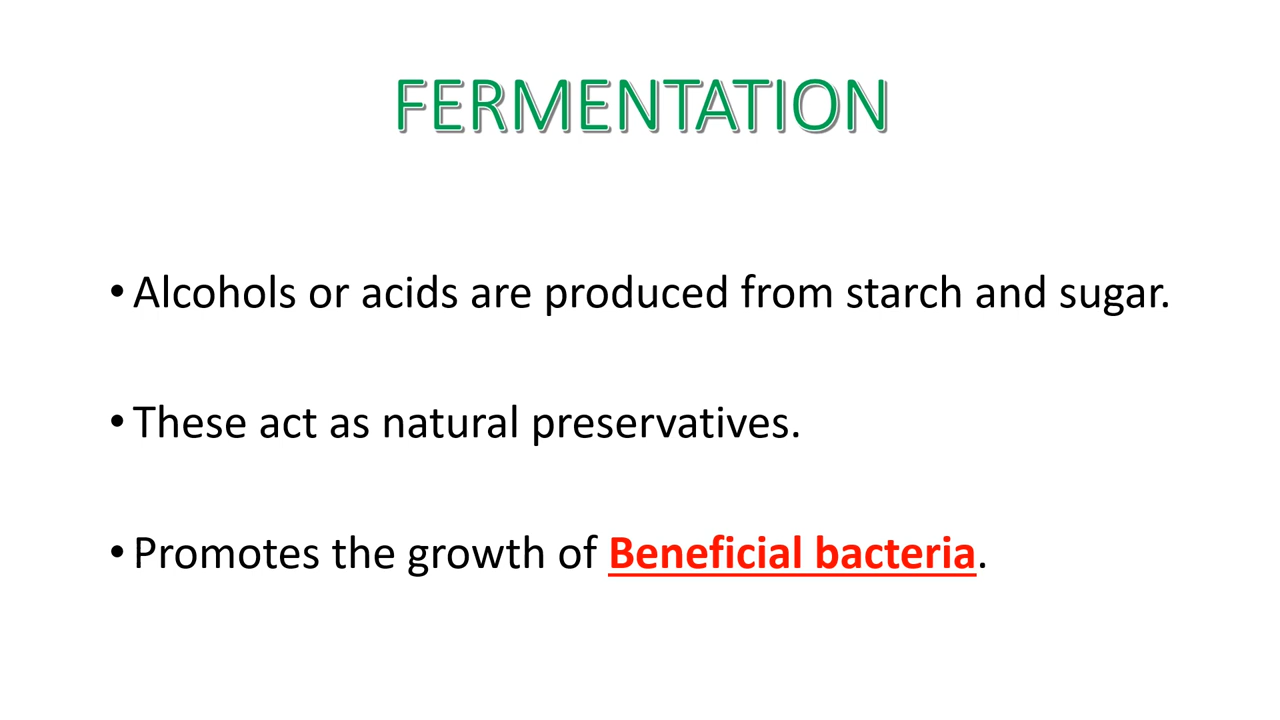 FERMENTATION
• Alcohols or acids are produced from starch and sugar.
• These act as natural preservatives.
• Promotes the growth of Beneficial bacteria.